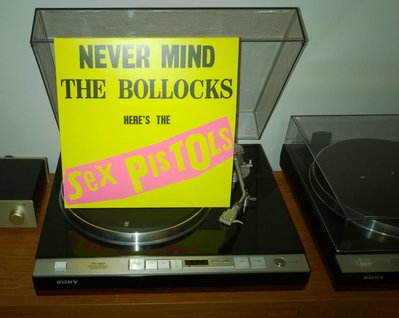 NEVER MIND
THE BOLLOCKS
HERE'S THE
Sex PISTOLS
SONY
SONY